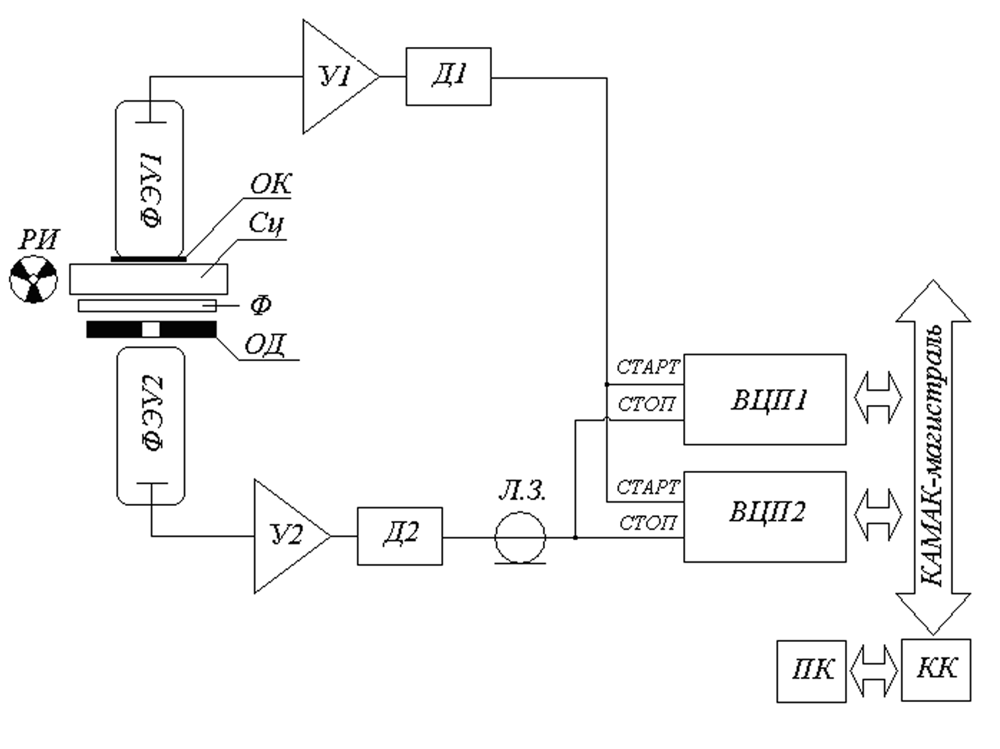 У1
Д1
ФЭУ1
ОК
Сц
РИ
Ф
ОД
ФЭУ2
СТАРТ
СТОП
ВЦП1
У2
Д2
Л.З.
СТАРТ
СТОП
ВЦП2
КАМАК-магистраль
ПК
КК